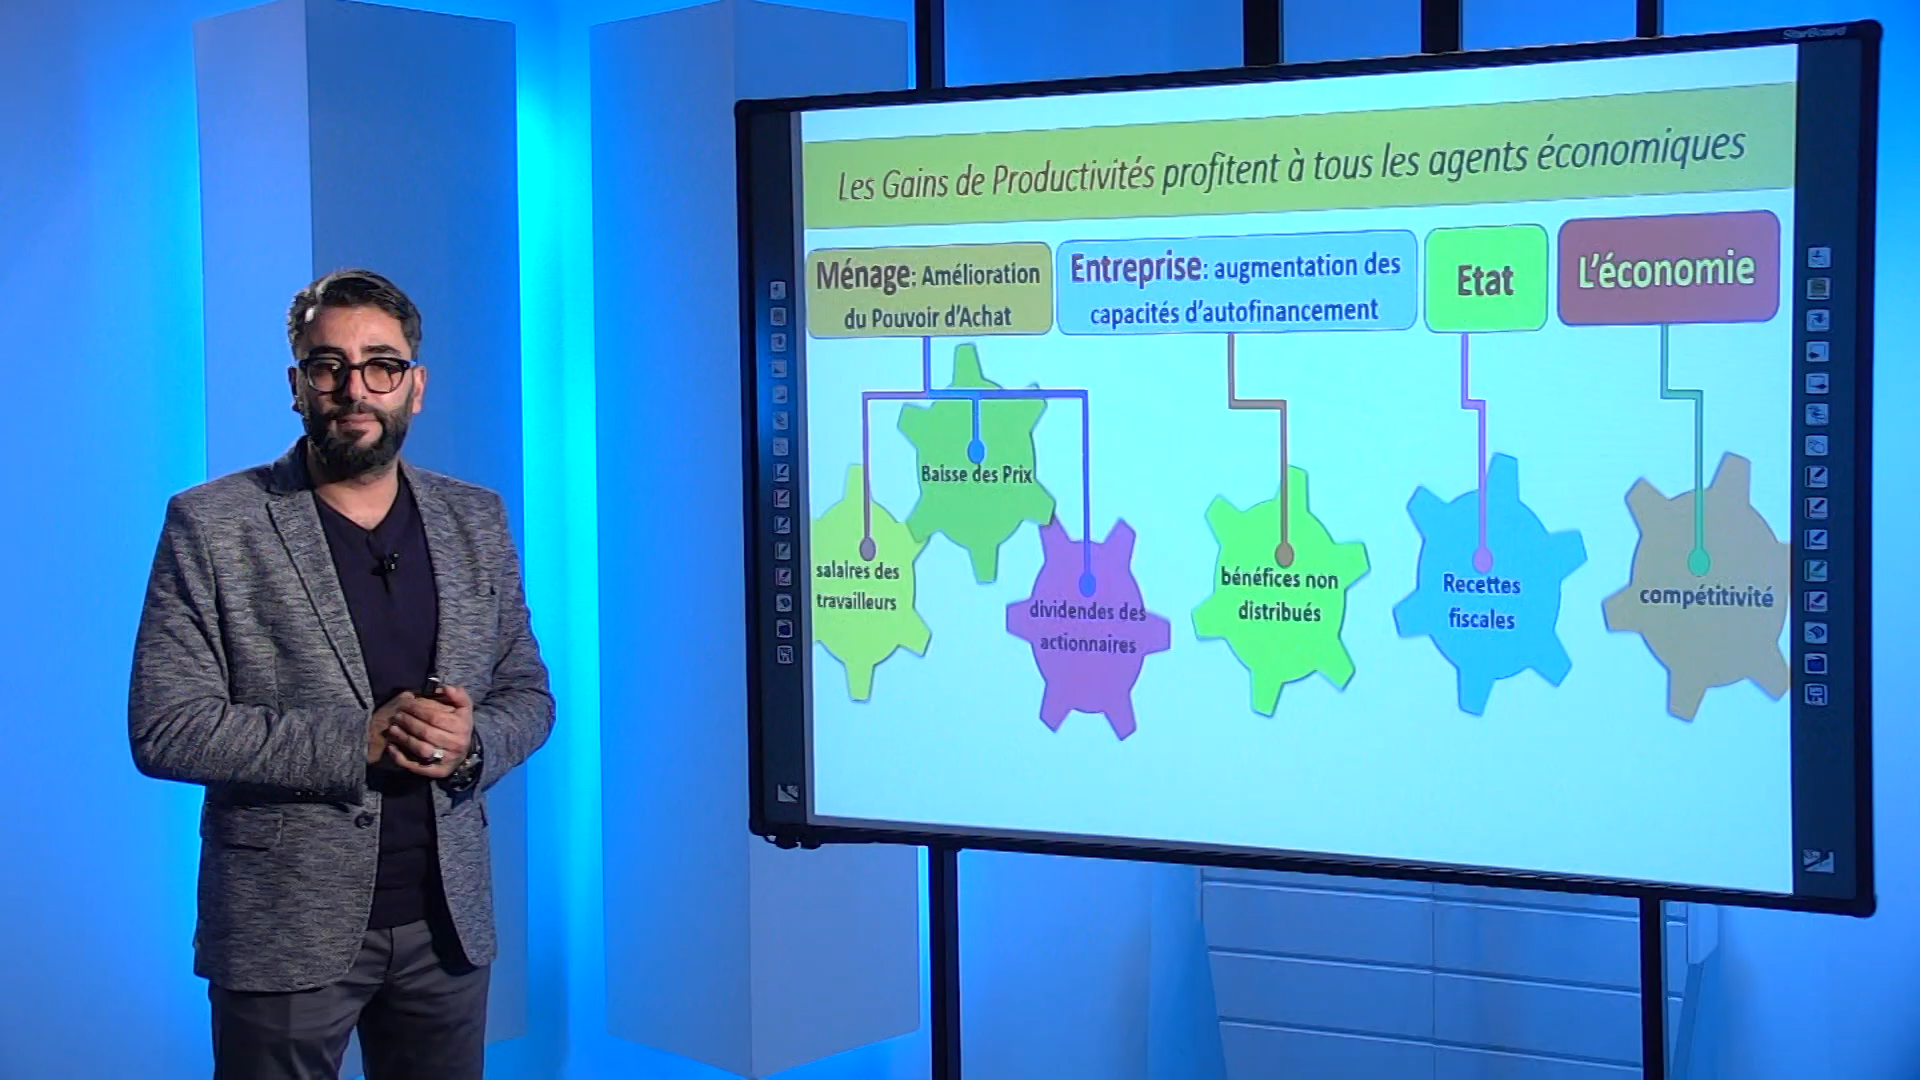 StarBoard
Les Gains de Productivités profitent à tous les agents économiques
Ménage: Amélioration
du Pouvoir d'Achat
Entreprise: augmentation des
capacités d'autofinancement
Etat
L'économie
Baisse des Prix
salaires des
travailleurs
dividendes des
actionnaires
bénéfices non
distribués
Recettes
fiscales
compétitivité